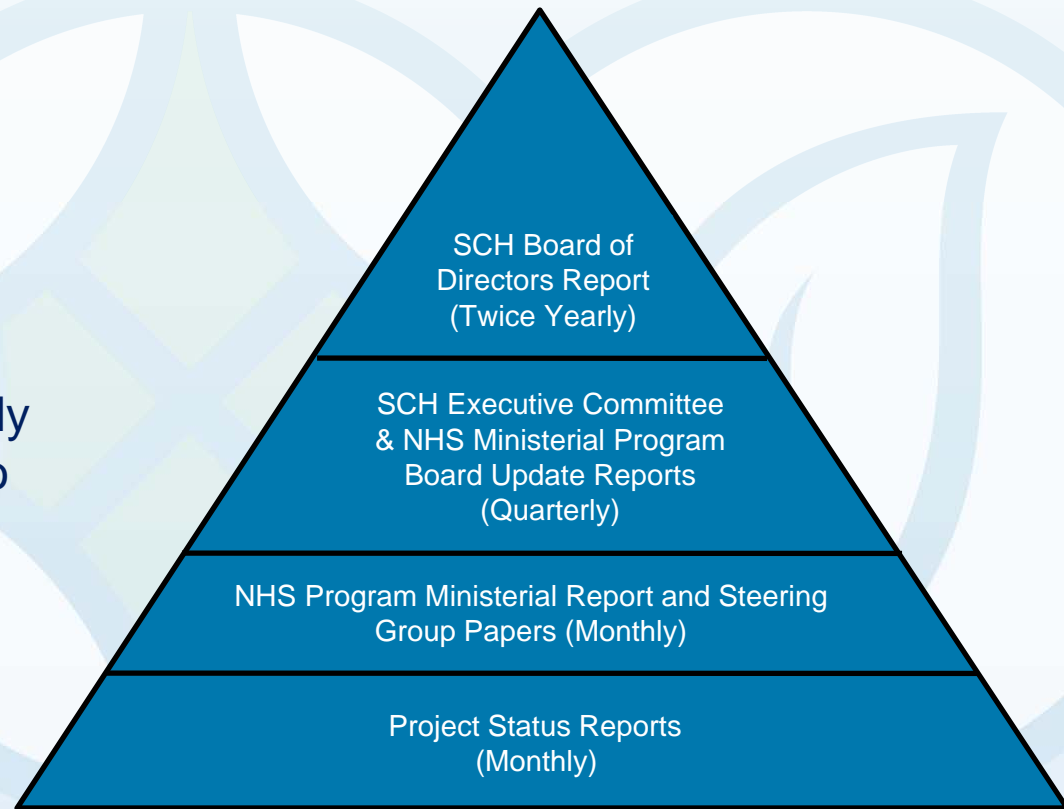 SCH Board of
Directors Report
(Twice Yearly)
SCH Executive Committee
& NHS Ministerial Program
Board Update Reports
(Quarterly)
NHS Program Ministerial Report and Steering
Group Papers (Monthly)
Project Status Reports
(Monthly)